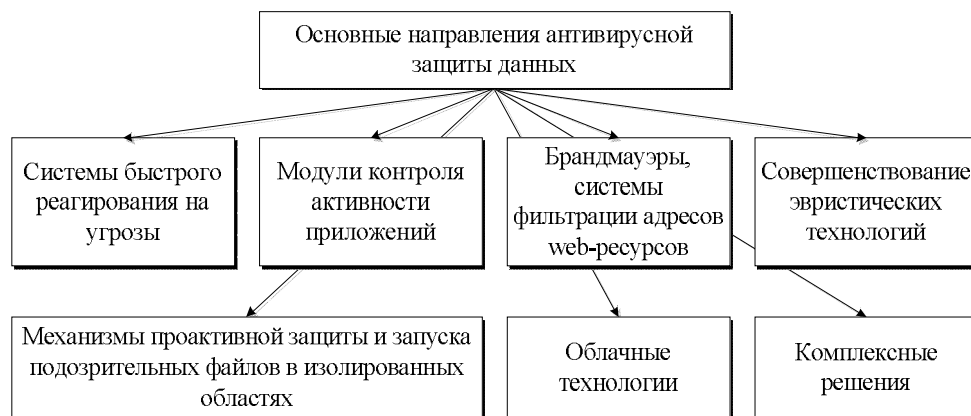 Основные направления антивирусной
защиты данных
Системы быстрого
реагирования на
угрозы
Модули контроля
активности
приложений
Брандмауэры,
системы
фильтрации адресов
web-ресурсов
Совершенствование
эвристических
технологий
Механизмы проактивной защиты и запуска
подозрительных файлов в изолированных
областях
Облачные
технологии
Комплексные
решения